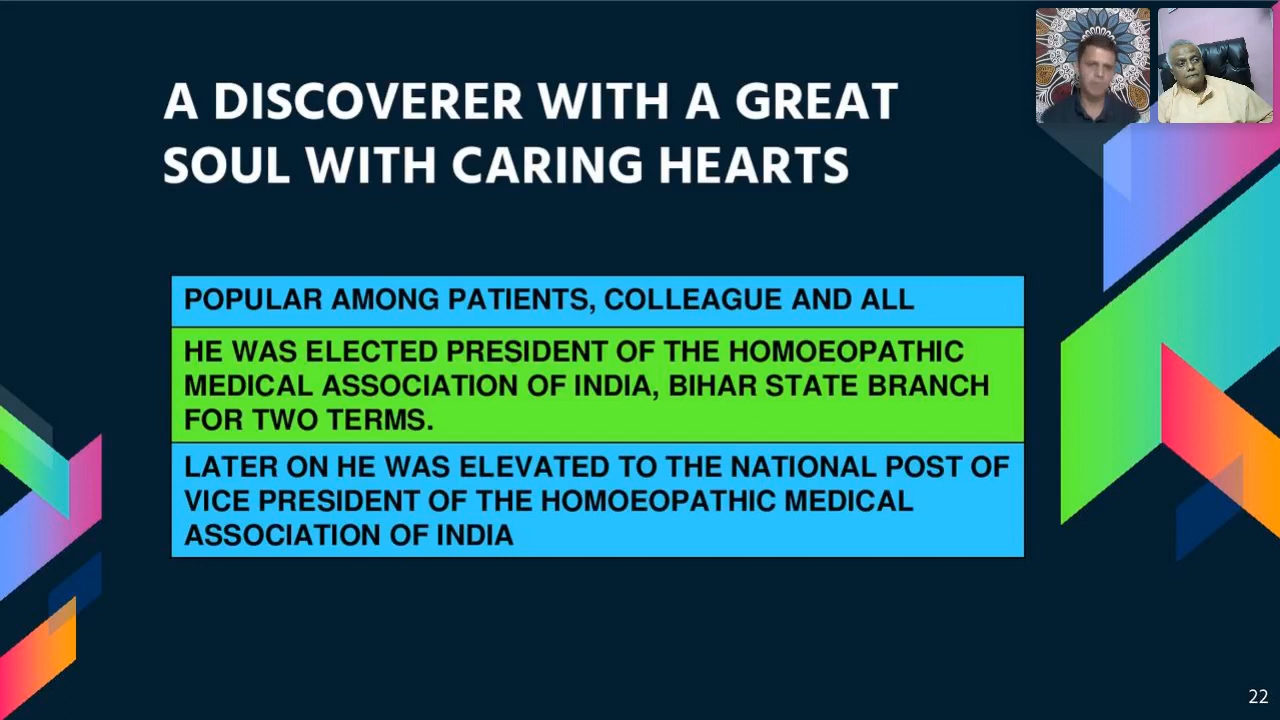 A DISCOVERER WITH A GREAT
SOUL WITH CARING HEARTS
POPULAR AMONG PATIENTS, COLLEAGUE AND ALL
HE WAS ELECTED PRESIDENT OF THE HOMOEOPATHIC
MEDICAL ASSOCIATION OF INDIA, BIHAR STATE BRANCH
FOR TWO TERMS.
LATER ON HE WAS ELEVATED TO THE NATIONAL POST OF
VICE PRESIDENT OF THE HOMOEOPATHIC MEDICAL
ASSOCIATION OF INDIA
22